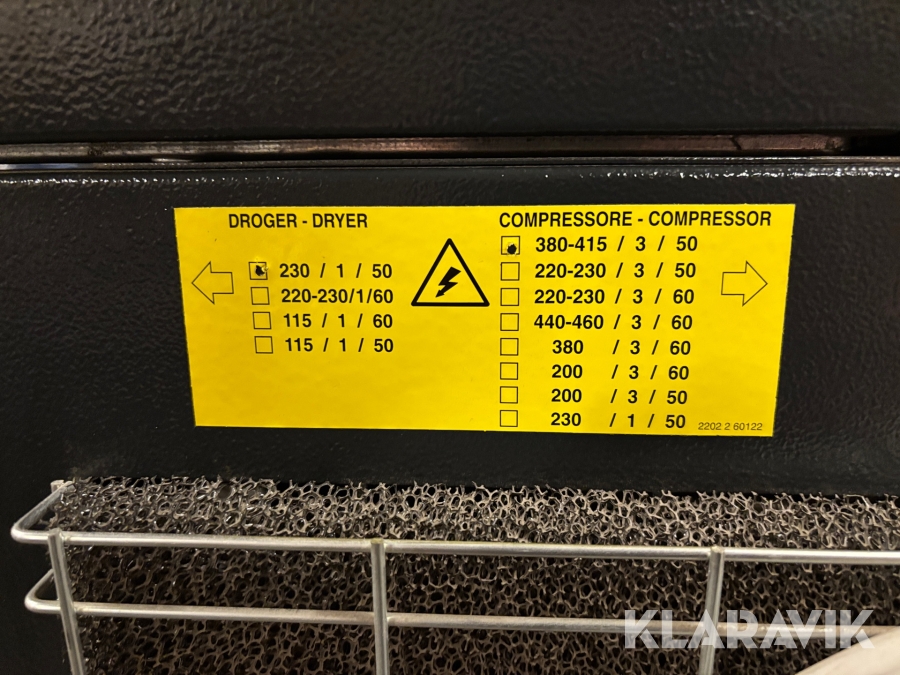 DROGER - DRYER
230 / 1 / 50
220-230/1/60
115 / 1 / 60
115 / 1 / 50
COMPRESSORE - COMPRESSOR
380-415 / 3 / 50
220-230 / 3 / 50
220-230 / 3 / 60
440-460 / 3 / 60
380 / 3 / 60
200 / 3 / 60
200 / 3 / 50
230 / 1 / 50
2202 2 60122
KLARAVIK